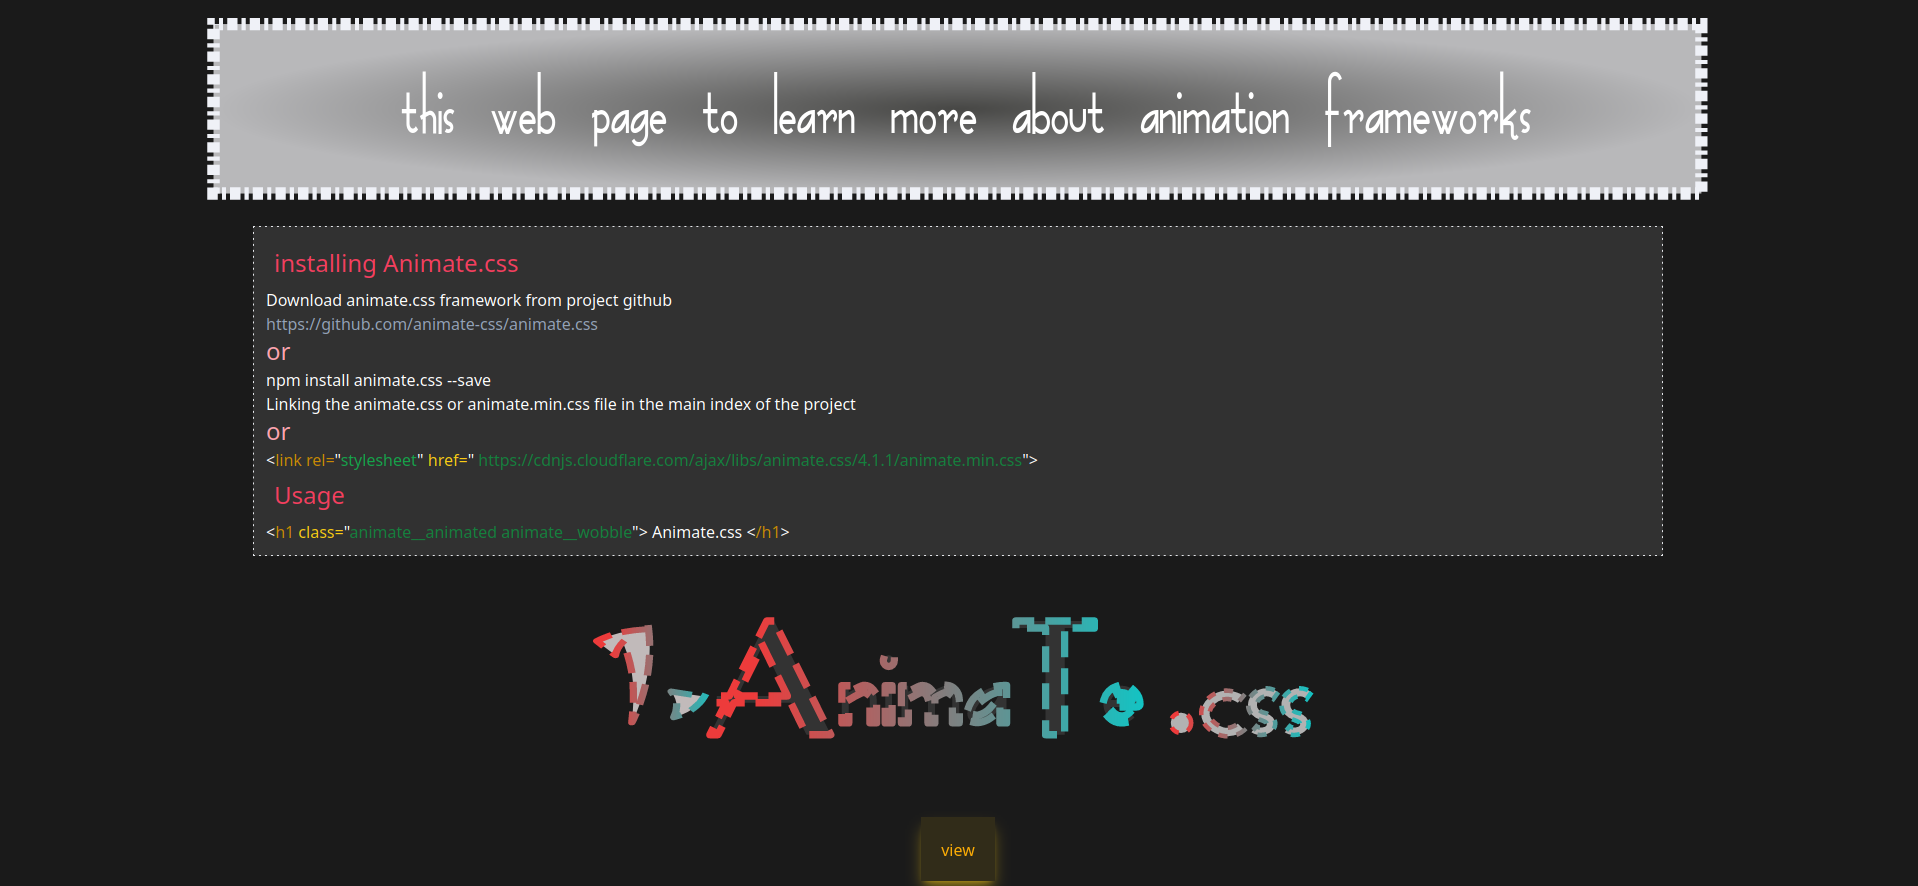 this web page to learn more about animation frameworks
installing Animate.css
Download animate.css framework from project github
https://github.com/animate-css/animate.css
or
npm install animate.css --save
Linking the animate.css or animate.min.css file in the main index of the project
or
<link rel="stylesheet" href=" https://cdnjs.cloudflare.com/ajax/libs/animate.css/4.1.1/animate.min.css">
Usage
<h1 class="animate__animated animate__wobble"> Animate.css </h1>
1-AnimaTe.css
view